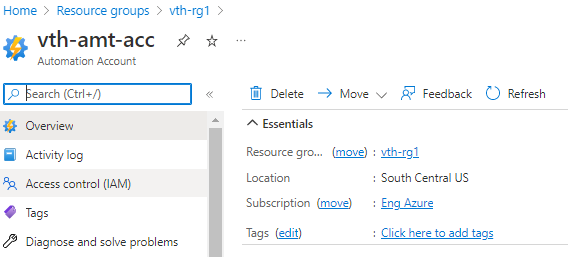 Home > Resource groups > vth-rg1 >
vth-amt-acc
Automation Account
Search (Ctrl+/)
Overview
Activity log
Access control (IAM)
Tags
Diagnose and solve problems
Delete Move Feedback Refresh
Essentials
Resource gro... (move) : vth-rg1
Location : South Central US
Subscription (move) : Eng Azure
Tags (edit) : Click here to add tags